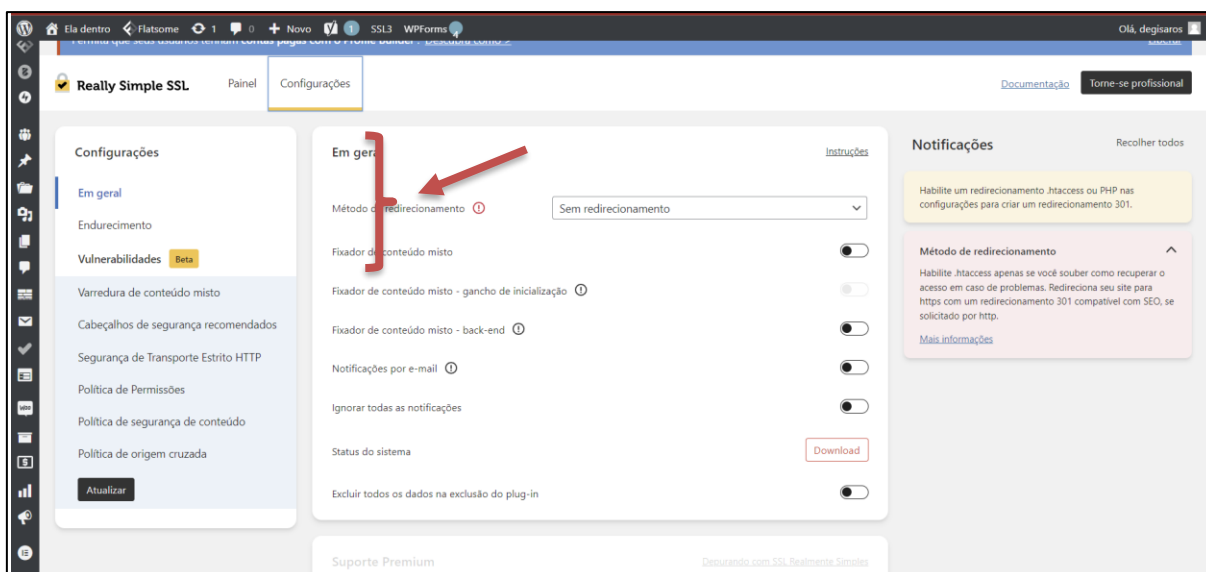 Ela dentro Flatsome 1 0 + Novo 1 SSL3 WPForms 4 Olá, degisaros
Permita que seus usuários tenham contas pagas com o Profile Builder . Descubra como > Liberar
Really Simple SSL Painel Configurações Documentação Torne-se profissional
Configurações
Em geral
Endurecimento
Vulnerabilidades Beta
Varredura de conteúdo misto
Cabeçalhos de segurança recomendados
Segurança de Transporte Estrito HTTP
Política de Permissões
Política de segurança de conteúdo
Política de origem cruzada
Atualizar
Em geral Instruções
Método de redirecionamento Sem redirecionamento
Fixador de conteúdo misto
Fixador de conteúdo misto - gancho de inicialização
Fixador de conteúdo misto - back-end
Notificações por e-mail
Ignorar todas as notificações
Status do sistema Download
Excluir todos os dados na exclusão do plug-in
Suporte Premium Depurando com SSL Realmente Simples
Notificações Recolher todos
Habilite um redirecionamento .htaccess ou PHP nas
configurações para criar um redirecionamento 301.
Método de redirecionamento
Habilite .htaccess apenas se você souber como recuperar o
acesso em caso de problemas. Redireciona seu site para
https com um redirecionamento 301 compatível com SEO, se
solicitado por http.
Mais informações